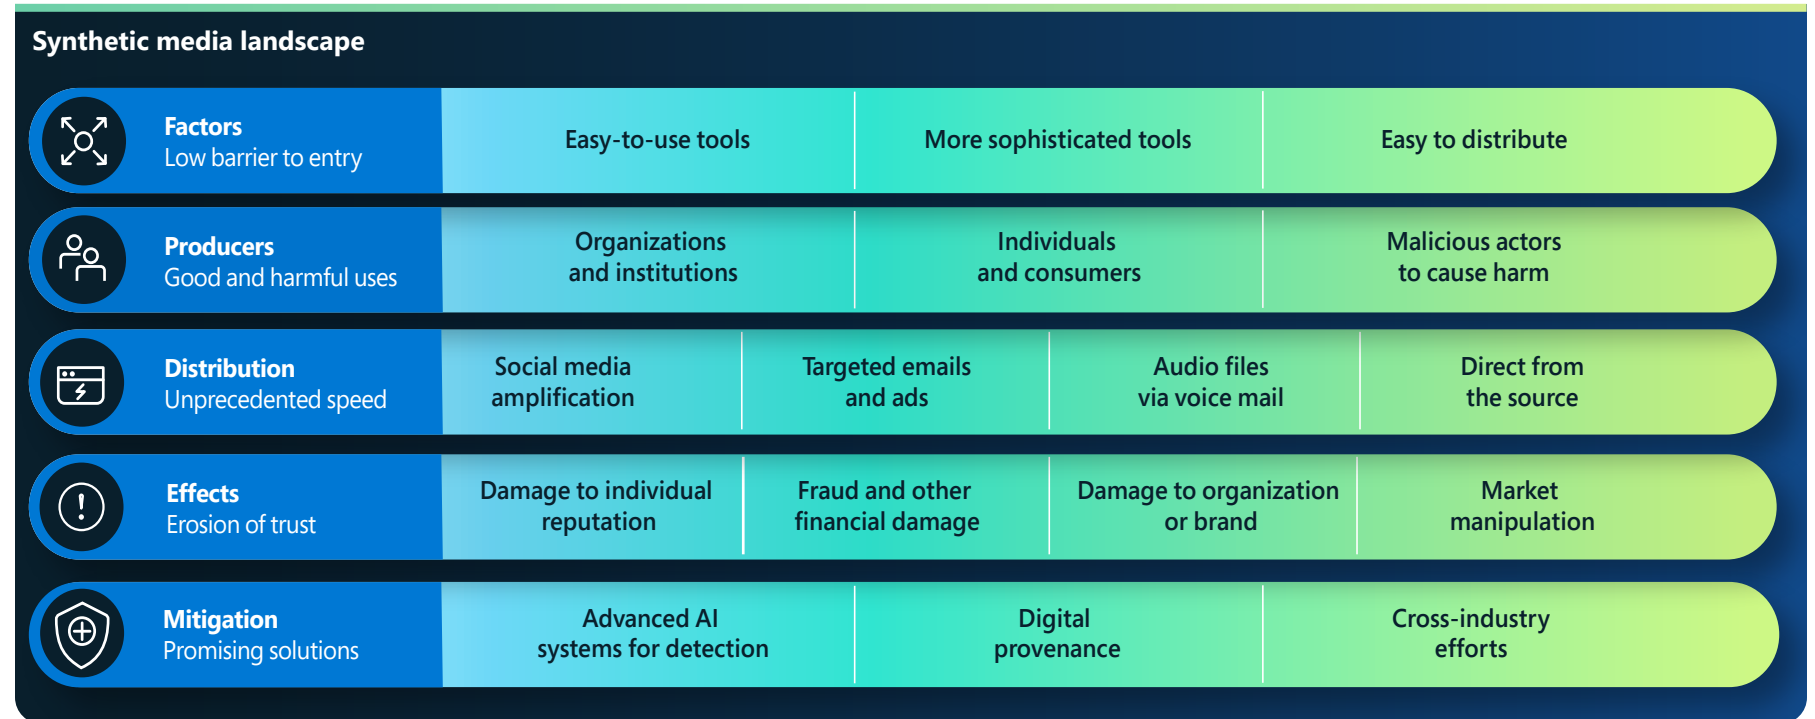 Synthetic media landscape
Factors
Low barrier to entry
Easy-to-use tools
More sophisticated tools
Easy to distribute
Producers
Good and harmful uses
Organizations
and institutions
Individuals
and consumers
Malicious actors
to cause harm
Distribution
Unprecedented speed
Social media
amplification
Targeted emails
and ads
Audio files
via voice mail
Direct from
the source
Effects
Erosion of trust
Damage to individual
reputation
Fraud and other
financial damage
Damage to organization
or brand
Market
manipulation
Mitigation
Promising solutions
Advanced AI
systems for detection
Digital
provenance
Cross-industry
efforts